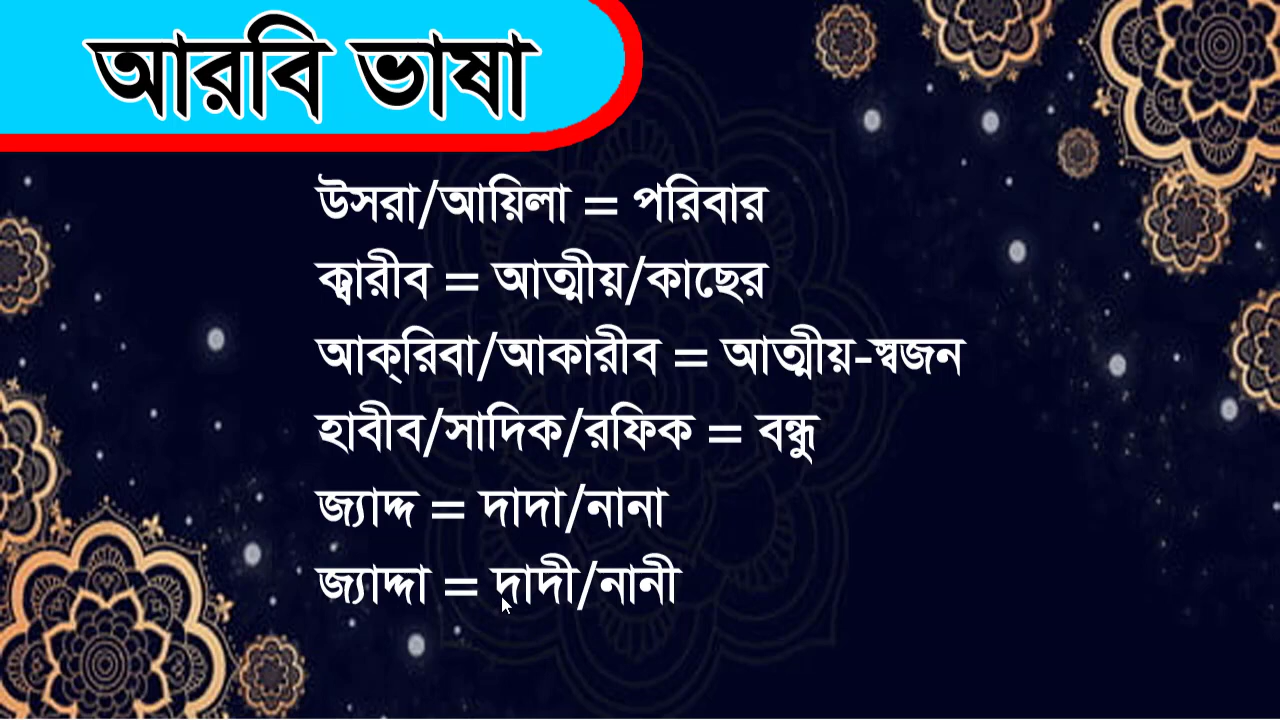 আরবি ভাষা
উসরা/আয়িলা = পরিবার
ক্বারীব = আত্মীয়/কাছের
আক্‌রিবা/আকারীব = আত্মীয়-স্বজন
হাবীব/সাদিক/রফিক = বন্ধু
জ্যাদ্দ = দাদা/নানা
জ্যাদ্দা = দাদী/নানী